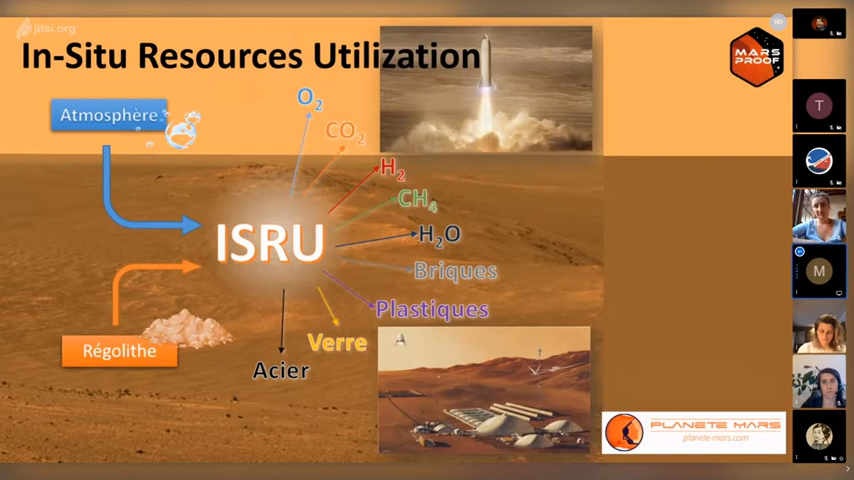 jitsi.org
In-Situ Resources Utilization
MARS
PROOF
HD
Atmosphère
O₂
CO₂
H₂
CH₄
T
ISRU
H₂O
Briques
M
Plastiques
Régolithe
Verre
Acier
PLANETE MARS
planete-mars.com